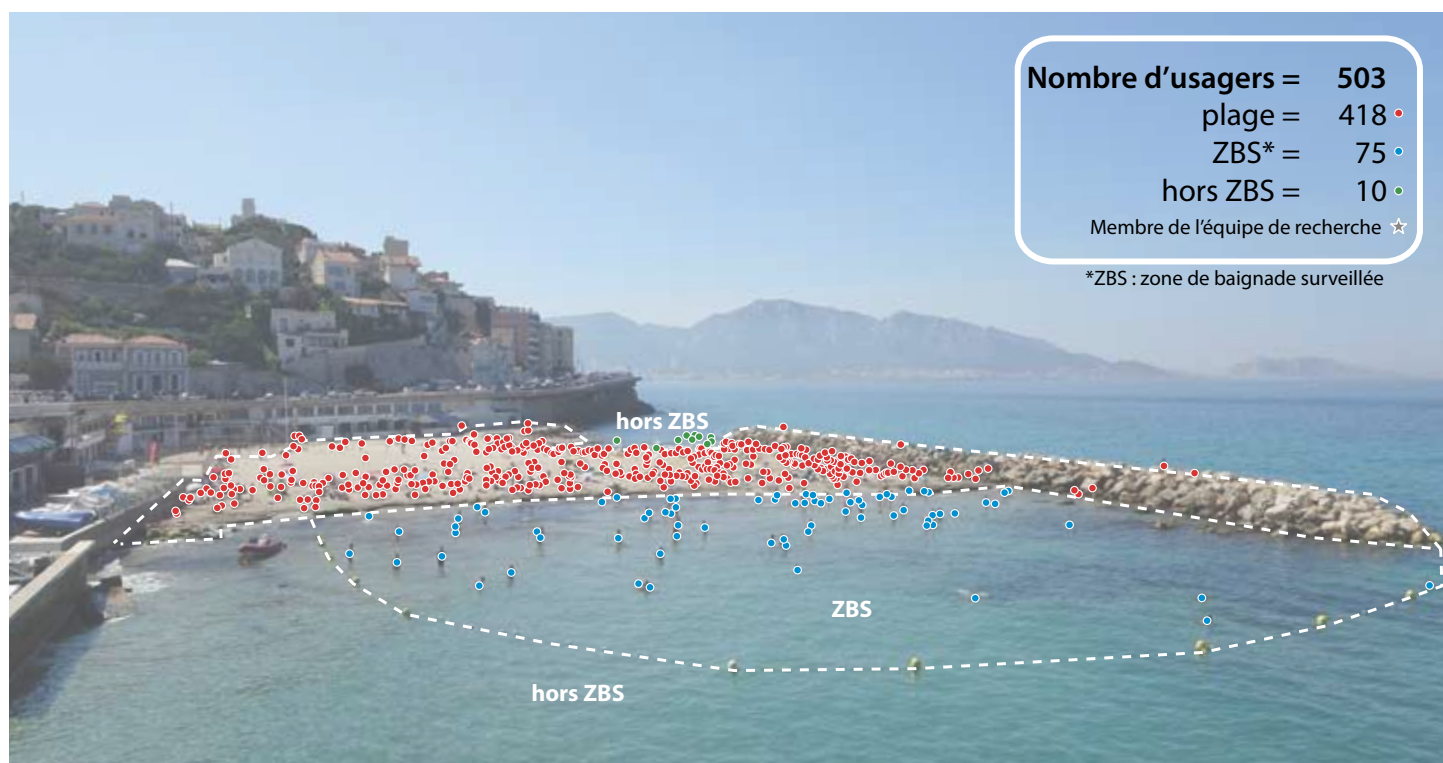 Nombre d'usagers = 503
plage = 418
ZBS* = 75
hors ZBS = 10
Membre de l'équipe de recherche
*ZBS : zone de baignade surveillée
hors ZBS
ZBS
hors ZBS